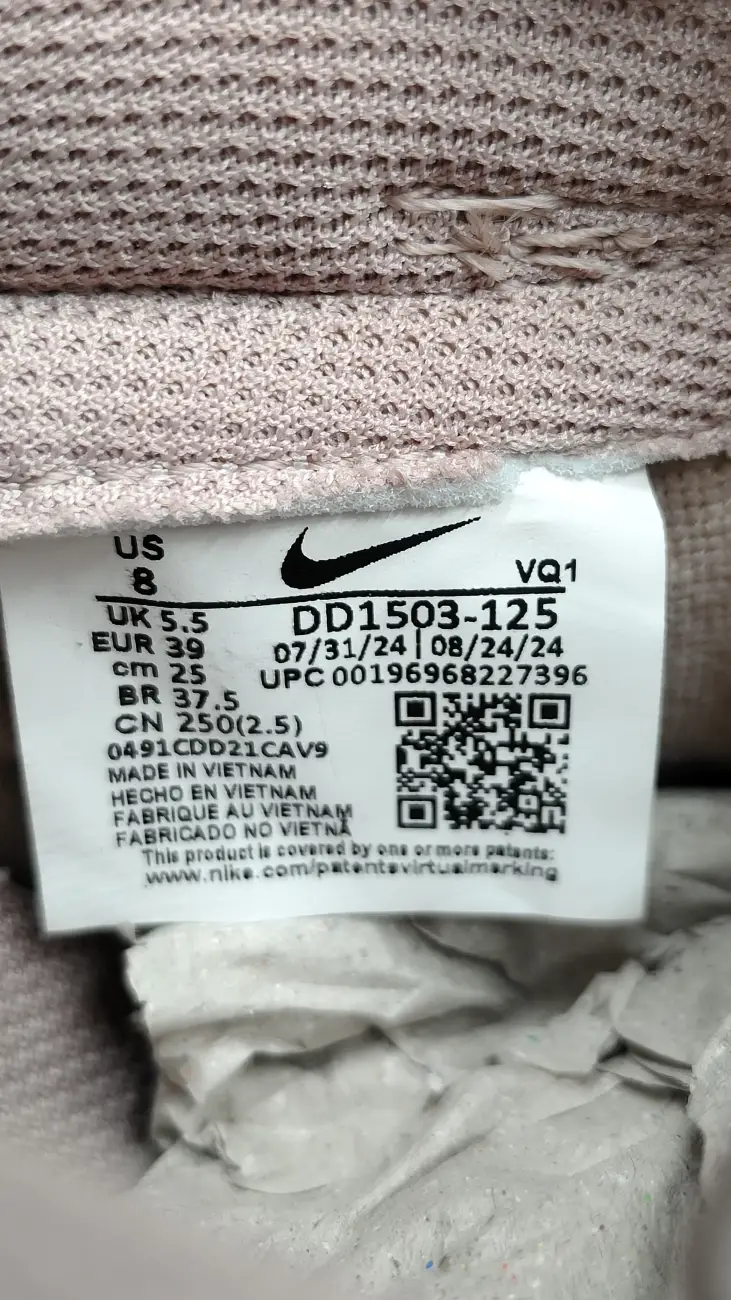 US
8
VQ1
UK 5.5
DD1503-125
EUR 39
07/31/24 | 08/24/24
cm 25
UPC 00196968227396
BR 37.5
CN 250(2.5)
0491CDD21CAV9
MADE IN VIETNAM
HECHO EN VIETNAM
FABRIQUE AU VIETNAM
FABRICADO NO VIETNÃ
This product is covered by one or more patents:
www.nike.com/patentsvirtualmarking